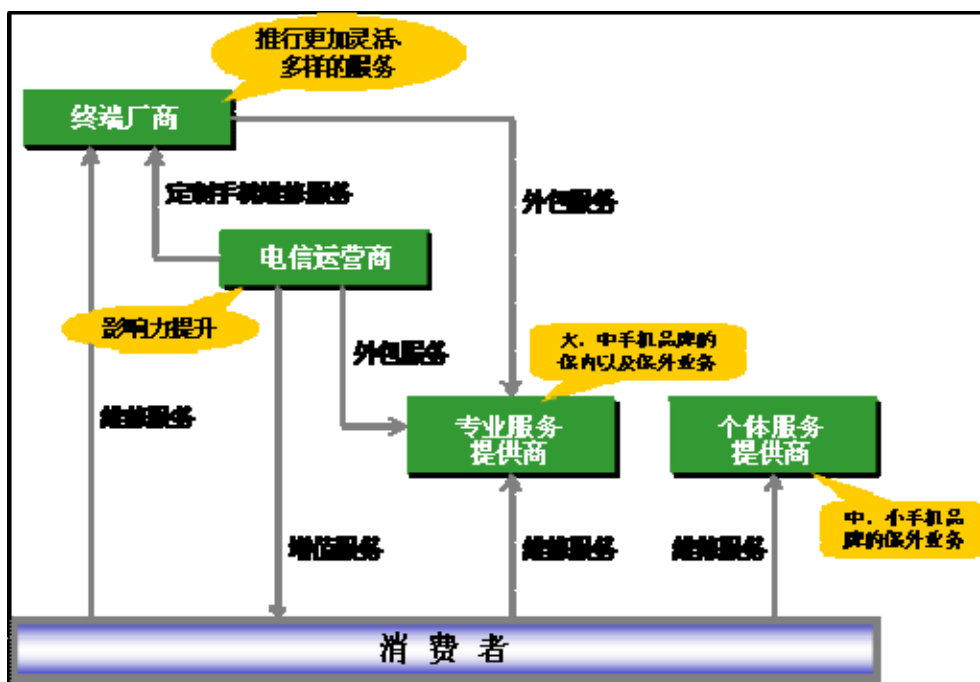 推行更加灵活、
多样的服务
终端厂商
定制手机维修服务
外包服务
电信运营商
影响力提升
外包服务
大、中手机品牌的
保内以及保外业务
维修服务
专业服务
提供商
个体服务
提供商
中、小手机品
牌的保外业务
增值服务
维修服务
维修服务
消费者